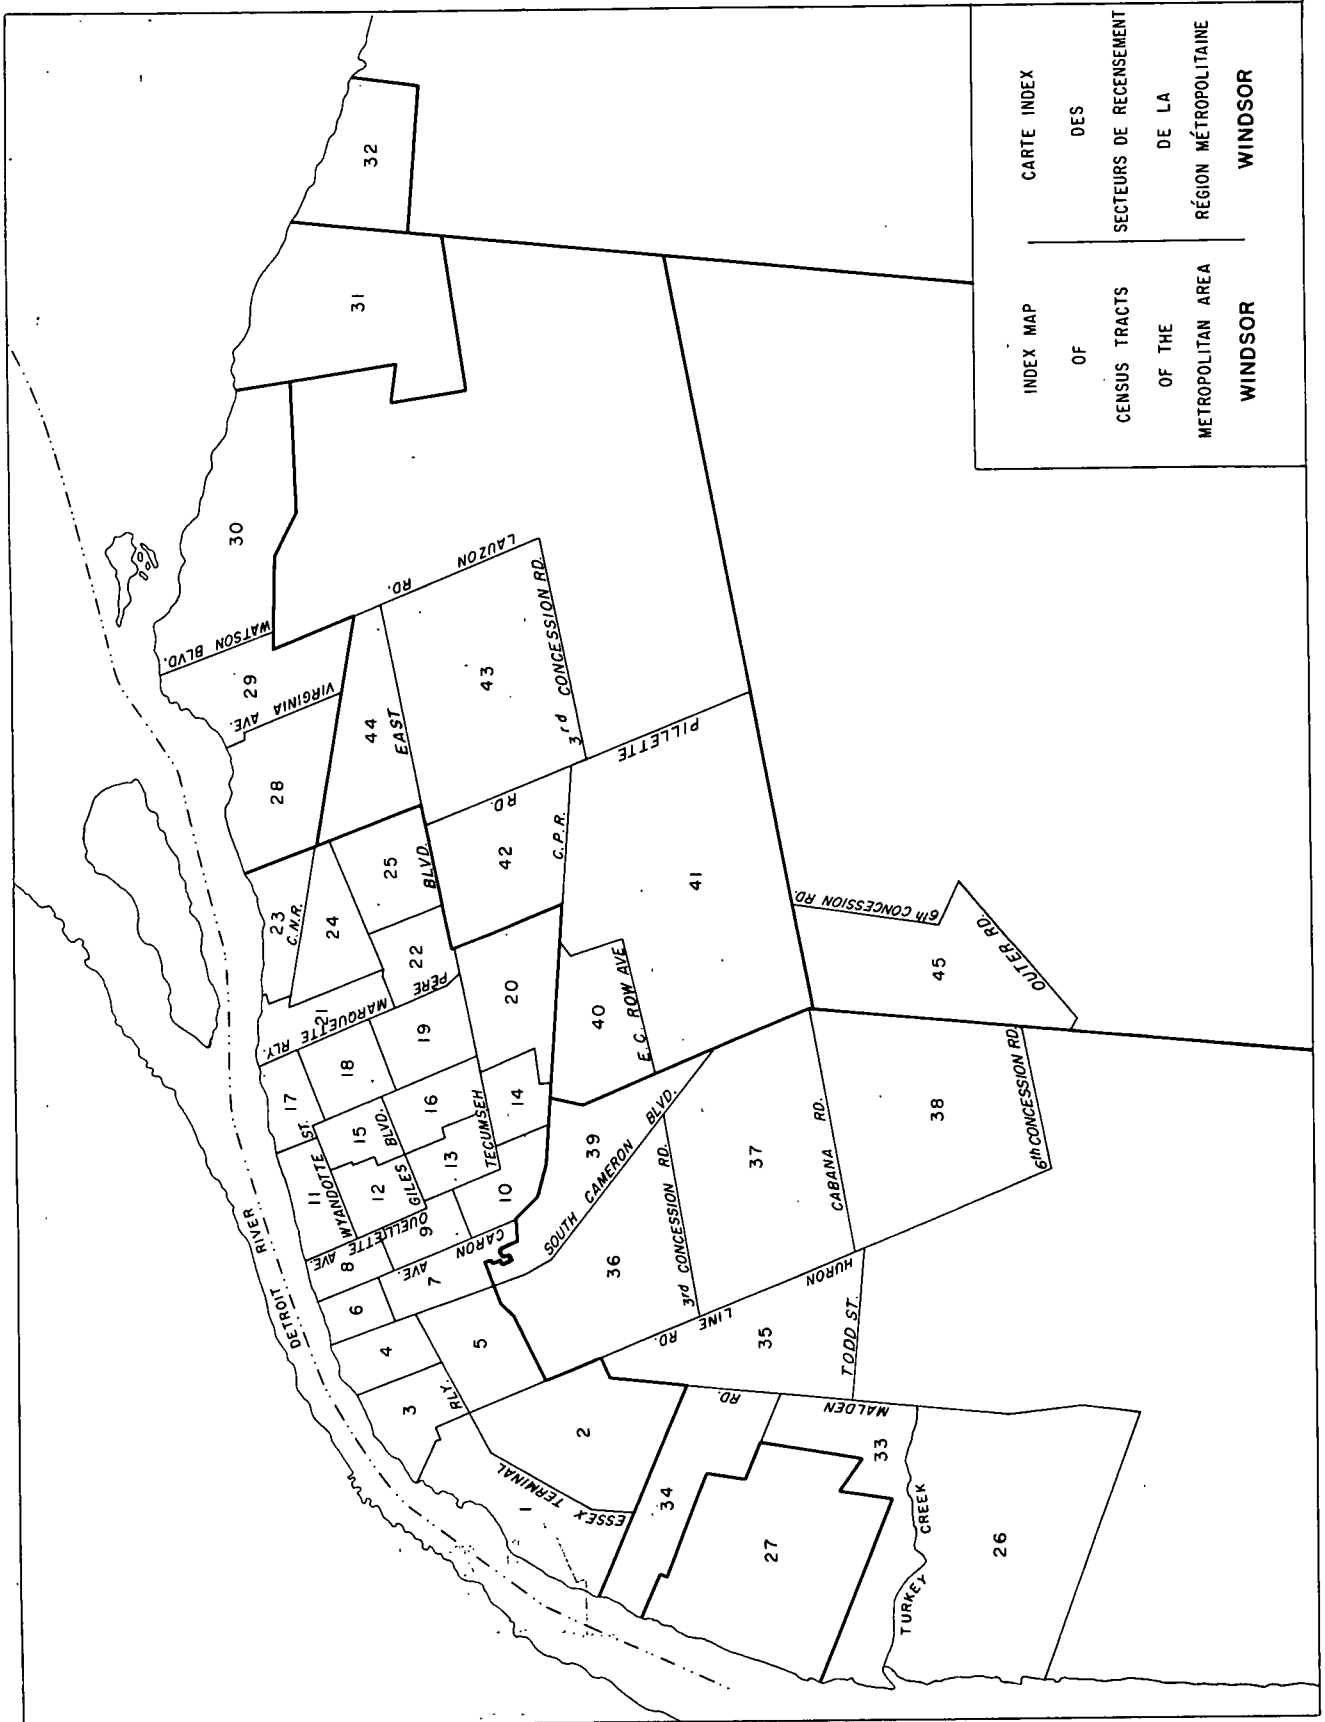 INDEX MAP
OF
CENSUS TRACTS
OF THE
METROPOLITAN AREA
WINDSOR
CARTE INDEX
DES
SECTEURS DE RECENSEMENT
DE LA
RÉGION MÉTROPOLITAINE
WINDSOR
DETROIT RIVER
1
2
3
4
5
6
7
8
9
10
11
12
13
14
15
16
17
18
19
20
21
22
23
24
25
26
27
28
29
30
31
32
33
34
35
36
37
38
39
40
41
42
43
44
45
ESSEX TERMINAL RLY.
CARON AVE.
OUELLETTE AVE.
WYANDOTTE ST.
GILES BLVD.
TECUMSEH BLVD. EAST
PÈRE MARQUETTE RLY.
C.N.R.
VIRGINIA AVE.
WATSON BLVD.
LAUZON RD.
3rd CONCESSION RD.
PILLETTE RD.
C.P.R.
E.C. ROW AVE.
SOUTH CAMERON BLVD.
3rd CONCESSION RD.
CABANA RD.
6th CONCESSION RD.
6th CONCESSION RD.
OUTER RD.
HURON LINE RD.
TODD ST.
MALDEN RD.
TURKEY CREEK